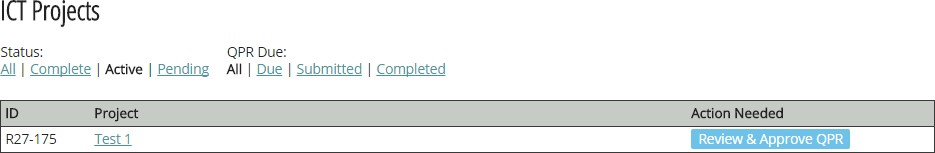 ICT Projects
Status: QPR Due:
All | Complete | Active | Pending All | Due | Submitted | Completed
ID Project Action Needed
R27-175 Test 1 Review & Approve QPR